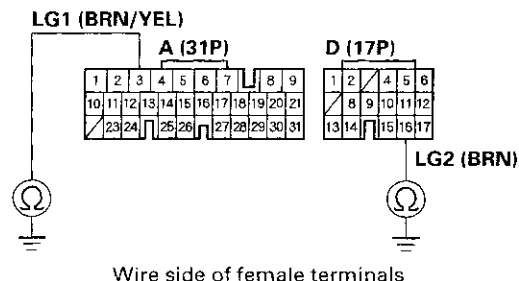 LG1 (BRN/YEL)
A (31P) D (17P)
1 2 3 4 5 6 7 8 9 1 2 4 5 6
10 11 12 13 14 15 16 17 18 19 20 21 8 9 10 11 12
23 24 25 26 27 28 29 30 31 13 14 15 16 17
LG2 (BRN)
Ω Ω
Wire side of female terminals